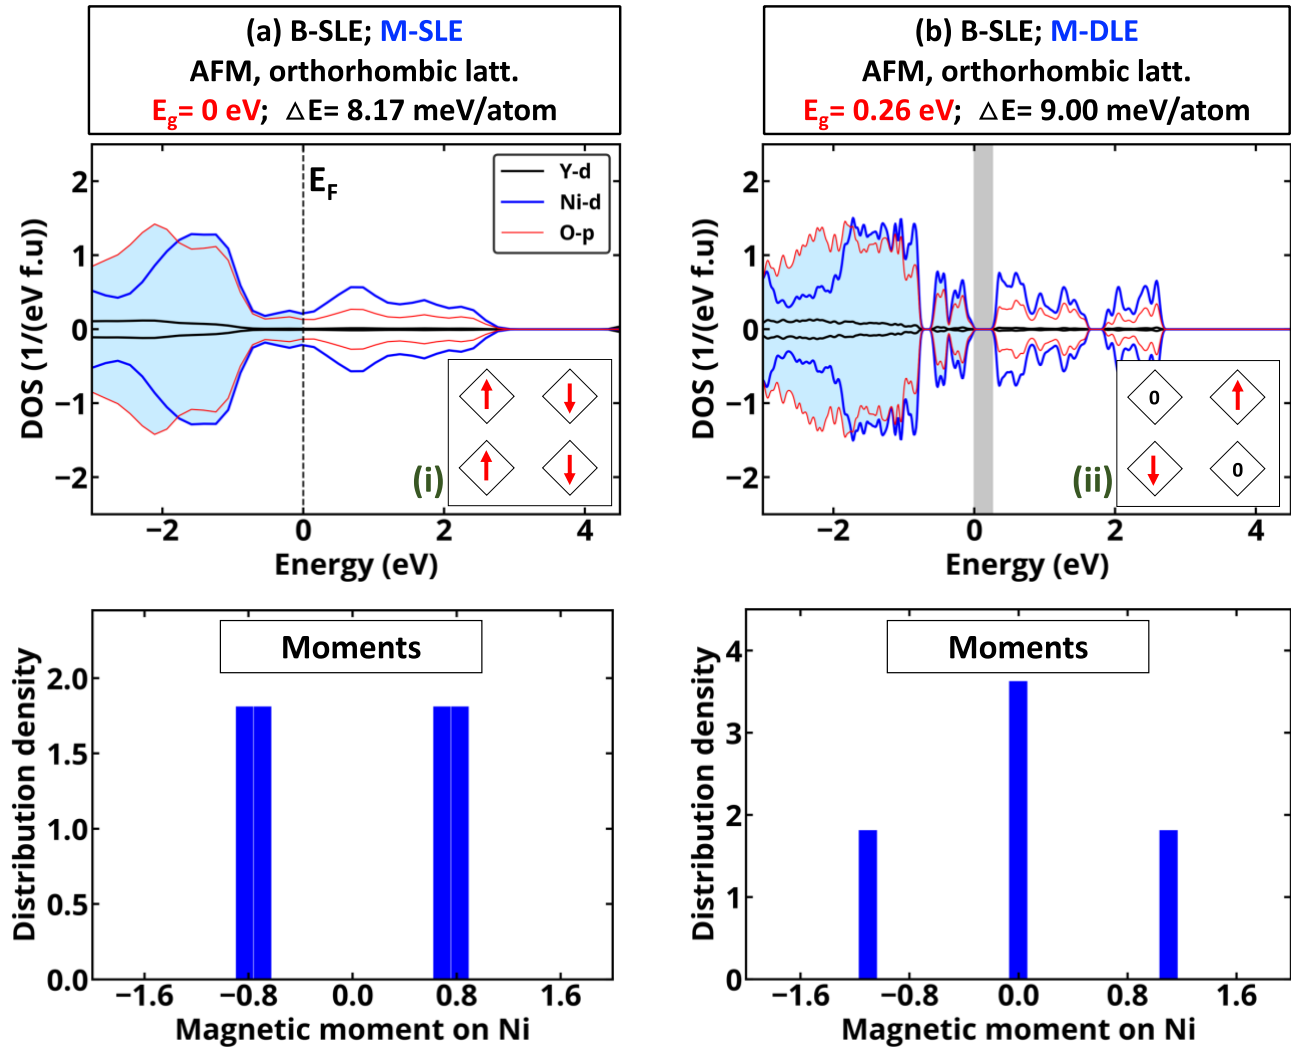 (a) B-SLE; M-SLE
AFM, orthorhombic latt.
Eg= 0 eV; △E= 8.17 meV/atom
(b) B-SLE; M-DLE
AFM, orthorhombic latt.
Eg= 0.26 eV; △E= 9.00 meV/atom
DOS (1/(eV f.u))
2
1
0
−1
−2
EF
Y-d
Ni-d
O-p
(i)
−2
0
2
4
Energy (eV)
DOS (1/(eV f.u))
2
1
0
−1
−2
0
0
(ii)
−2
0
2
4
Energy (eV)
Moments
Distribution density
2.0
1.5
1.0
0.5
0.0
−1.6
−0.8
0.0
0.8
1.6
Magnetic moment on Ni
Moments
Distribution density
4
3
2
1
0
−1.6
−0.8
0.0
0.8
1.6
Magnetic moment on Ni